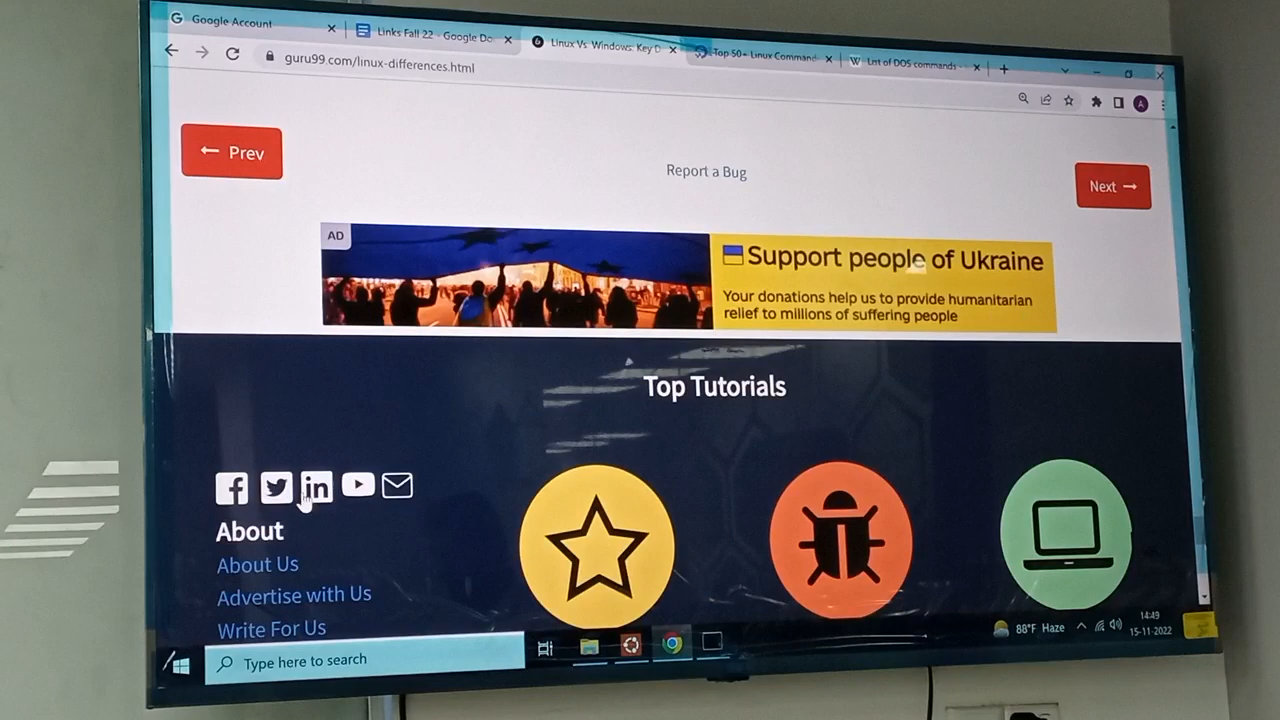 Google Account
Links Fall 22 - Google Do
Linux Vs. Windows: Key D
Top 50+ Linux Command
List of DOS commands -
guru99.com/linux-differences.html
A
← Prev
Report a Bug
Next →
AD
Support people of Ukraine
Your donations help us to provide humanitarian
relief to millions of suffering people
Top Tutorials
in
About
About Us
Advertise with Us
Write For Us
Type here to search
88°F Haze
14:49
15-11-2022